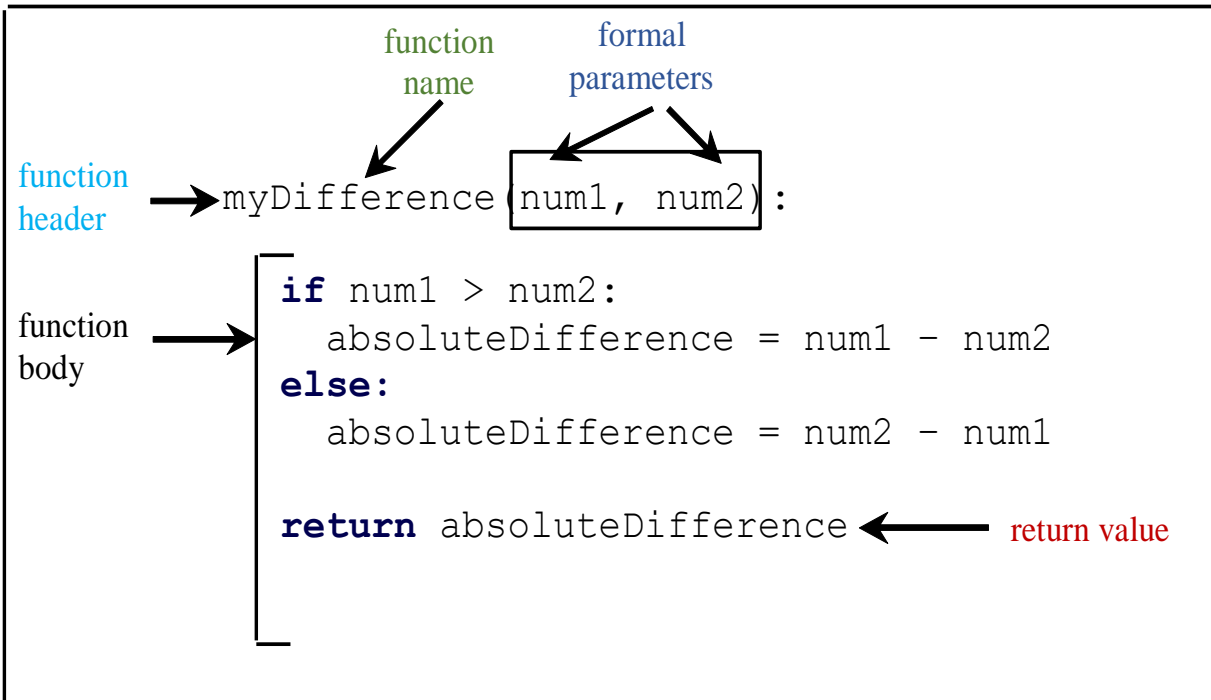 function
name
formal
parameters
function
header
myDifference(num1, num2):
function
body
if num1 > num2:
absoluteDifference = num1 – num2
else:
absoluteDifference = num2 – num1
return absoluteDifference
return value